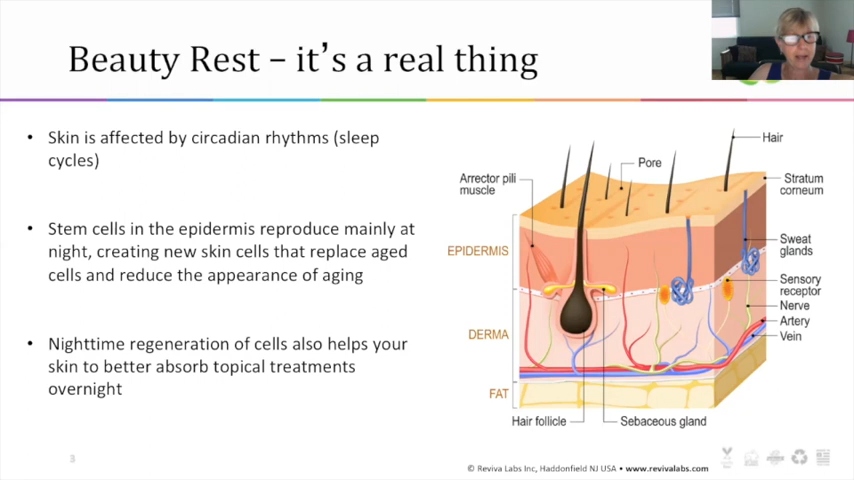 Beauty Rest – it's a real thing
• Skin is affected by circadian rhythms (sleep
cycles)
• Stem cells in the epidermis reproduce mainly at
night, creating new skin cells that replace aged
cells and reduce the appearance of aging
• Nighttime regeneration of cells also helps your
skin to better absorb topical treatments
overnight
Hair
Pore
Arrector pili
muscle
Stratum
corneum
EPIDERMIS
Sweat
glands
Sensory
receptor
Nerve
Artery
DERMA
Vein
FAT
Hair follicle
Sebaceous gland
3
© Reviva Labs Inc, Haddonfield NJ USA • www.revivalabs.com